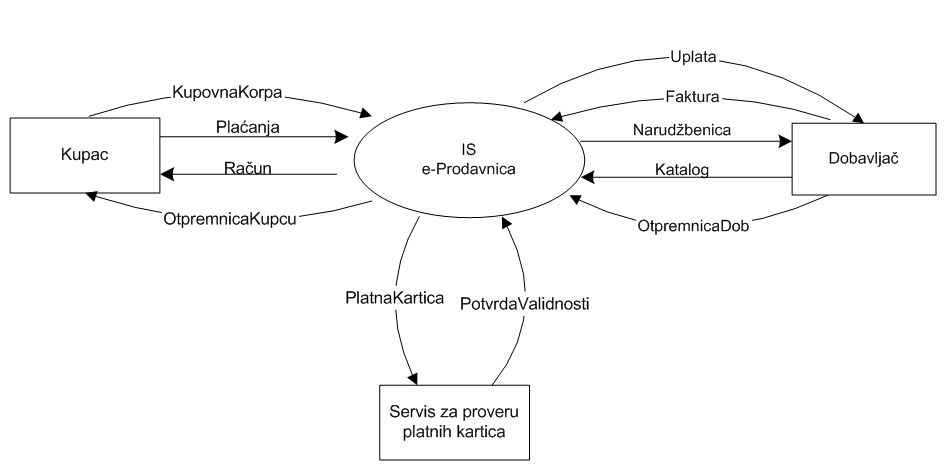 Uplata
KupovnaKorpa
Faktura
Plaćanja
Narudžbenica
Kupac
IS
e-Prodavnica
Dobavljač
Račun
Katalog
OtpremnicaKupcu
OtpremnicaDob
PlatnaKartica
PotvrdaValidnosti
Servis za proveru
platnih kartica